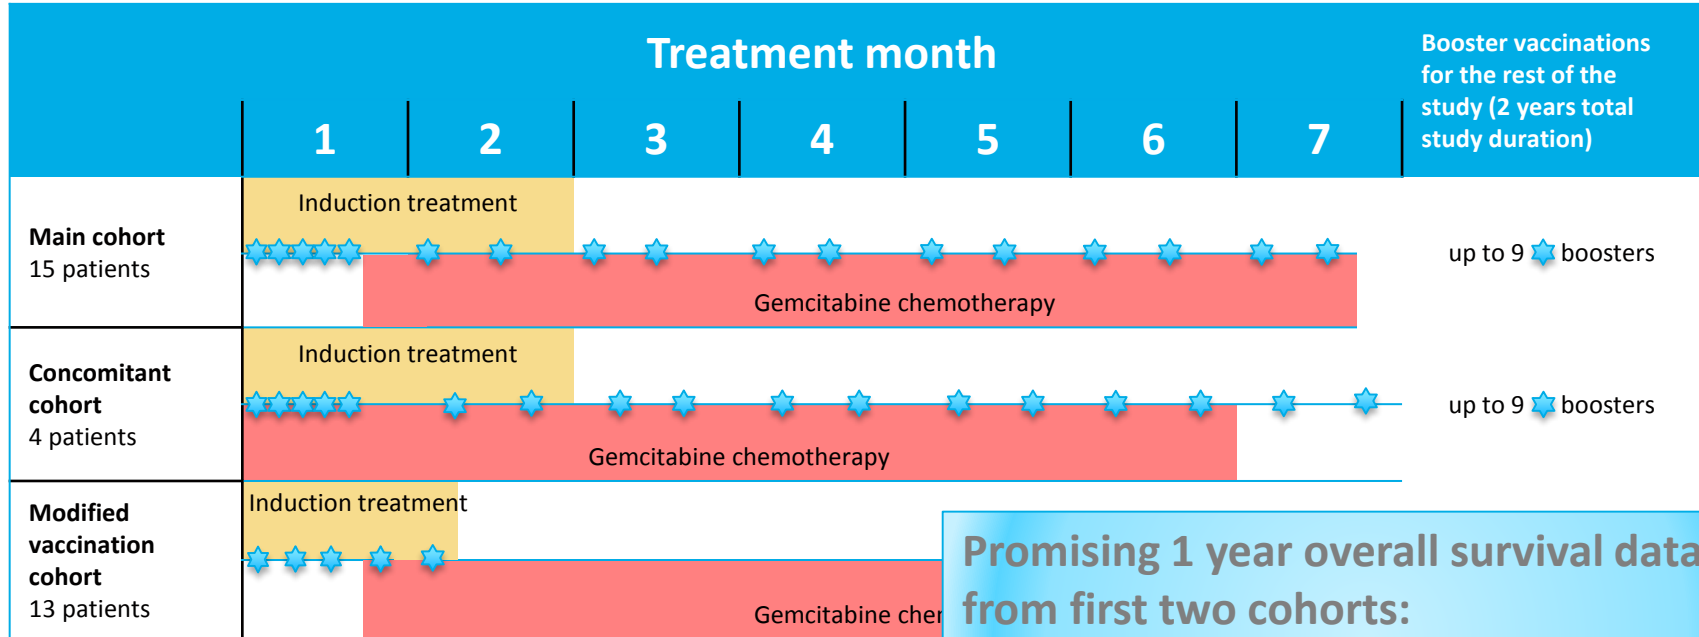 Treatment month
Booster vaccinations
for the rest of the
study (2 years total
study duration)
1 2 3 4 5 6 7
Induction treatment
Main cohort
15 patients
up to 9 boosters
Gemcitabine chemotherapy
Induction treatment
Concomitant
cohort
4 patients
up to 9 boosters
Gemcitabine chemotherapy
Induction treatment
Modified
vaccination
cohort
13 patients
Gemcitabine
Promising 1 year overall survival data
from first two cohorts: